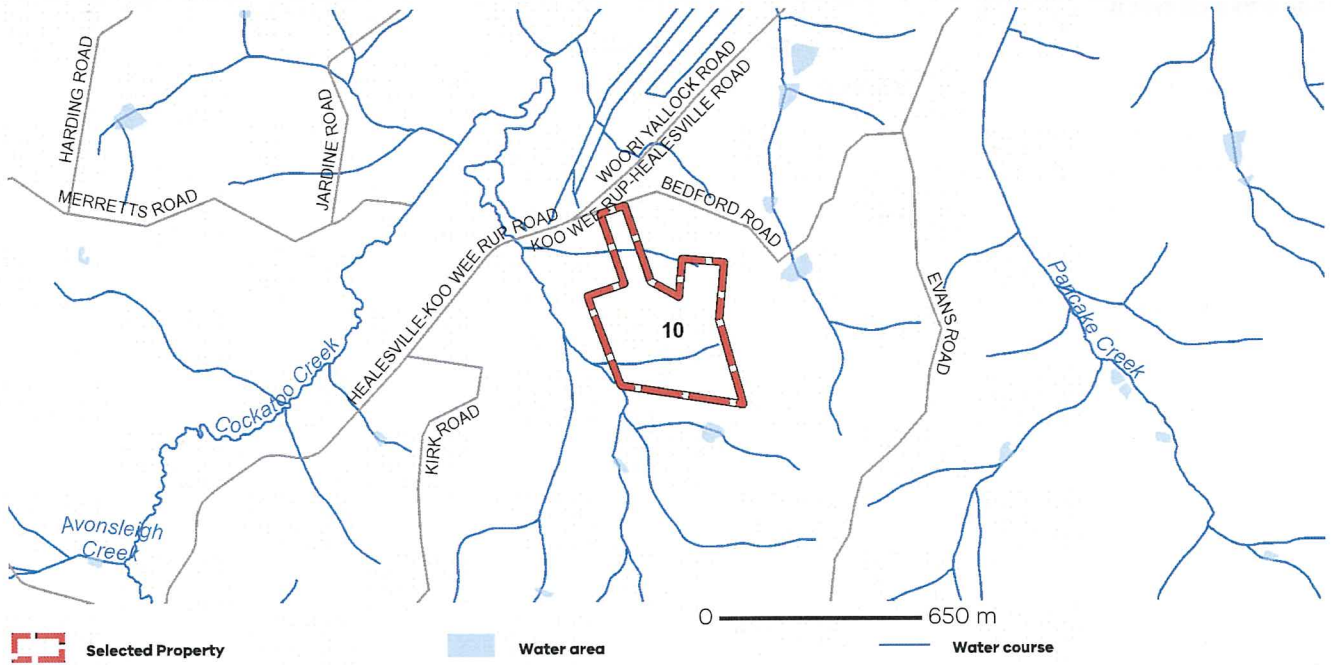 HARDING ROAD
JARDINE ROAD
MERRETTS ROAD
WOORI YALLOCK ROAD
KOO WEE RUP-HEALESVILLE ROAD
BEDFORD ROAD
HEALESVILLE-KOO WEE RUP ROAD
EVANS ROAD
Pancake Creek
10
Cockatoo Creek
KIRK ROAD
Avonsleigh
Creek
0 650 m
Selected Property
Water area
Water course